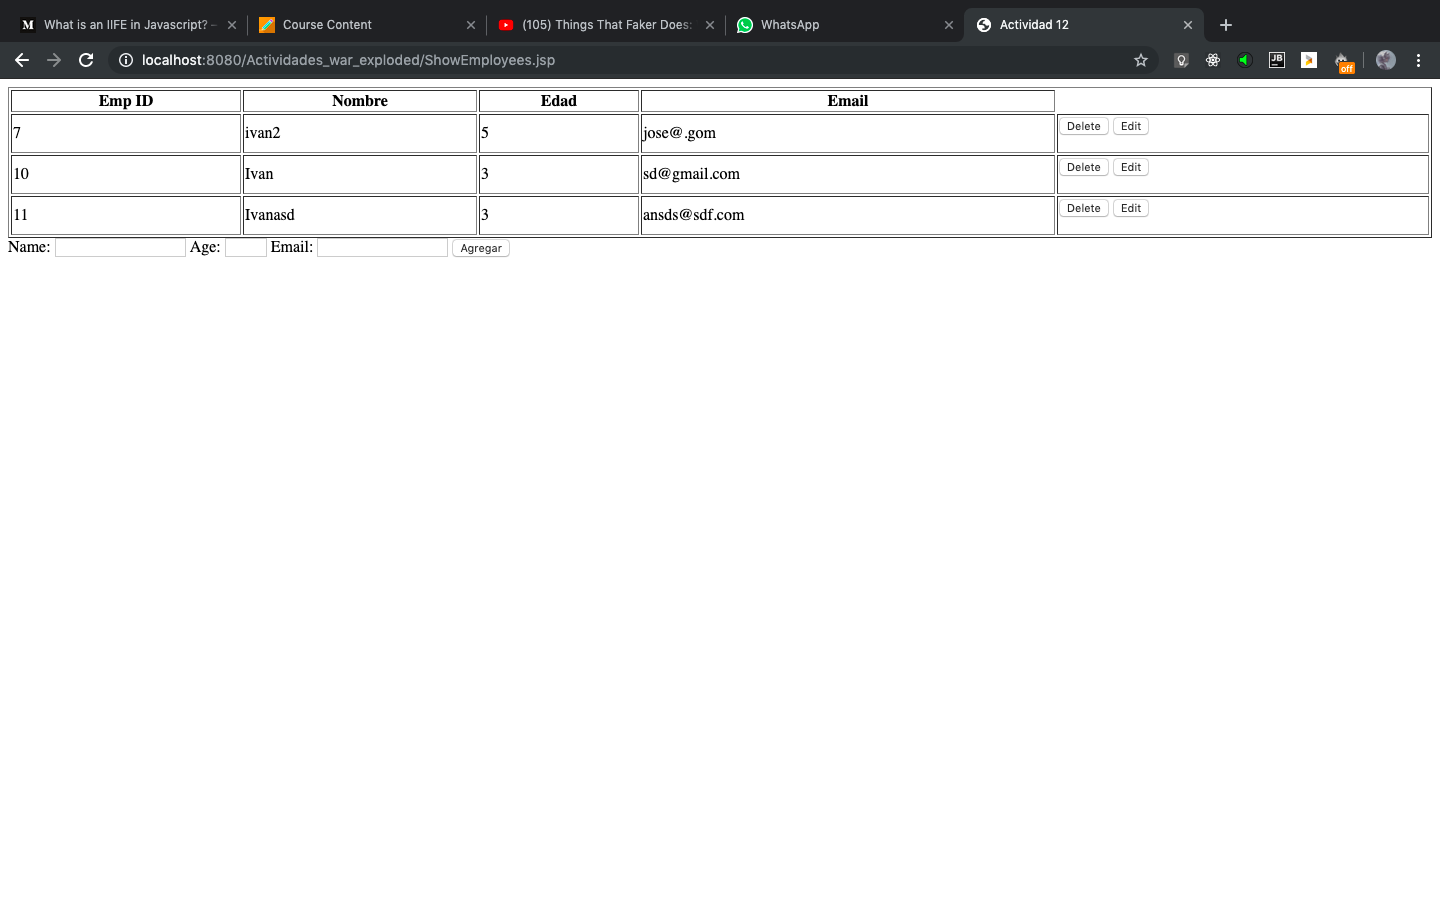 What is an IIFE in Javascript? –
Course Content
(105) Things That Faker Does:
WhatsApp
Actividad 12
localhost:8080/Actividades_war_exploded/ShowEmployees.jsp
JB
off
Emp ID Nombre Edad Email
7 ivan2 5 jose@.gom Delete Edit
10 Ivan 3 sd@gmail.com Delete Edit
11 Ivanasd 3 ansds@sdf.com Delete Edit
Name: Age: Email: Agregar